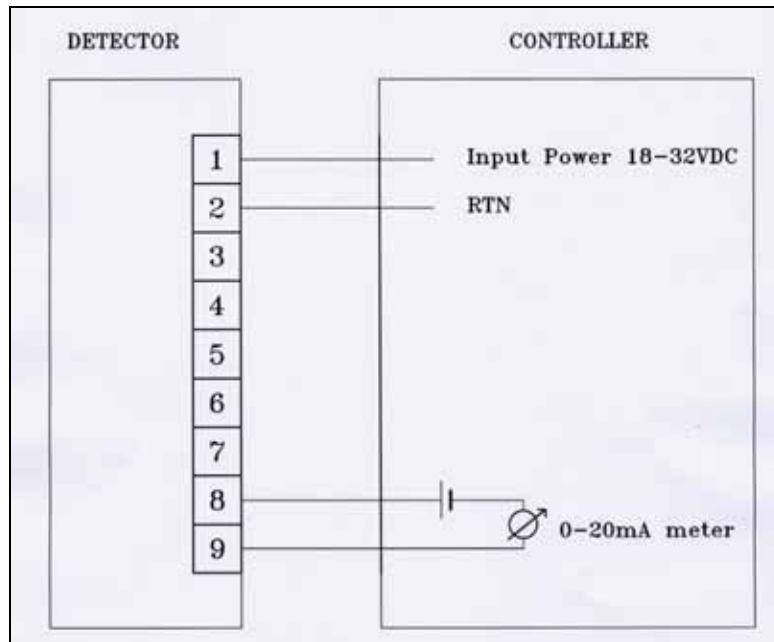 DETECTOR CONTROLLER
1 Input Power 18-32VDC
2 RTN
3
4
5
6
7
8
9 0-20mA meter